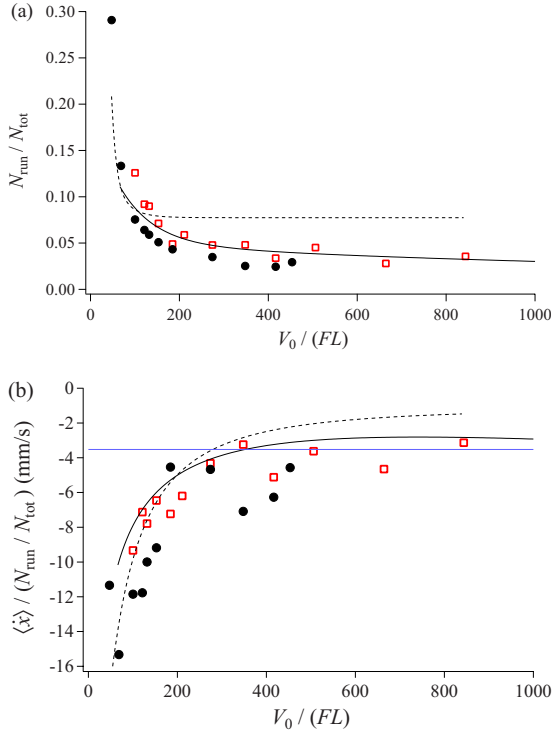 (a)
0.30
0.25
0.20
0.15
0.10
0.05
0.00
N_run / N_tot
0 200 400 600 800 1000
V_0 / (FL)
(b)
0
-2
-4
-6
-8
-10
-12
-14
-16
⟨ẋ⟩ / (N_run / N_tot) (mm/s)
0 200 400 600 800 1000
V_0 / (FL)